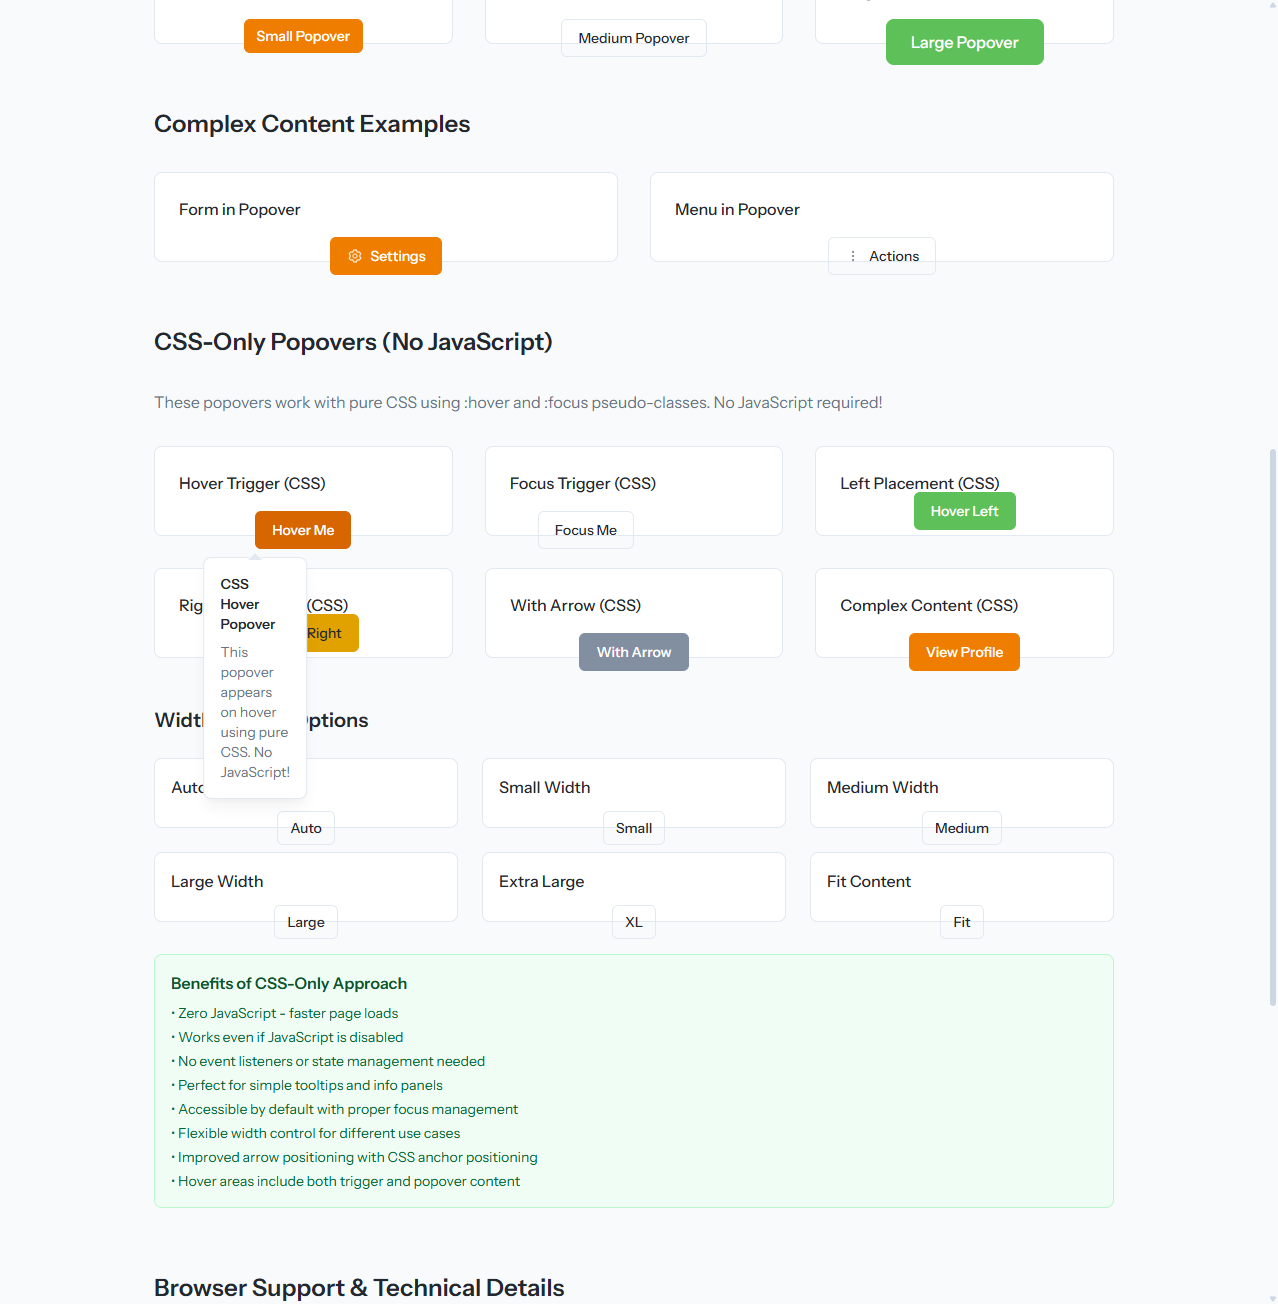 Small Popover
Medium Popover
Large Popover
Complex Content Examples
Form in Popover
Settings
Menu in Popover
Actions
CSS-Only Popovers (No JavaScript)
These popovers work with pure CSS using :hover and :focus pseudo-classes. No JavaScript required!
Hover Trigger (CSS)
Hover Me
Focus Trigger (CSS)
Focus Me
Left Placement (CSS)
Hover Left
CSS
Hover
Popover
This
popover
appears
on hover
using pure
CSS. No
JavaScript!
(CSS)
Right
With Arrow (CSS)
With Arrow
Complex Content (CSS)
View Profile
Auto
Small Width
Small
Medium Width
Medium
Large Width
Large
Extra Large
XL
Fit Content
Fit
Benefits of CSS-Only Approach
• Zero JavaScript - faster page loads
• Works even if JavaScript is disabled
• No event listeners or state management needed
• Perfect for simple tooltips and info panels
• Accessible by default with proper focus management
• Flexible width control for different use cases
• Improved arrow positioning with CSS anchor positioning
• Hover areas include both trigger and popover content
Browser Support & Technical Details